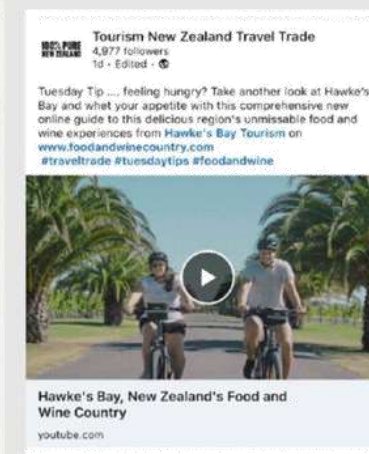 100% PURE
NEW ZEALAND
Tourism New Zealand Travel Trade
4,977 followers
1d • Edited •
Tuesday Tip .... feeling hungry? Take another look at Hawke's
Bay and whet your appetite with this comprehensive new
online guide to this delicious region's unmissable food and
wine experiences from Hawke's Bay Tourism on
www.foodandwinecountry.com
#traveltrade #tuesdaytips #foodandwine
Hawke's Bay, New Zealand's Food and
Wine Country
youtube.com